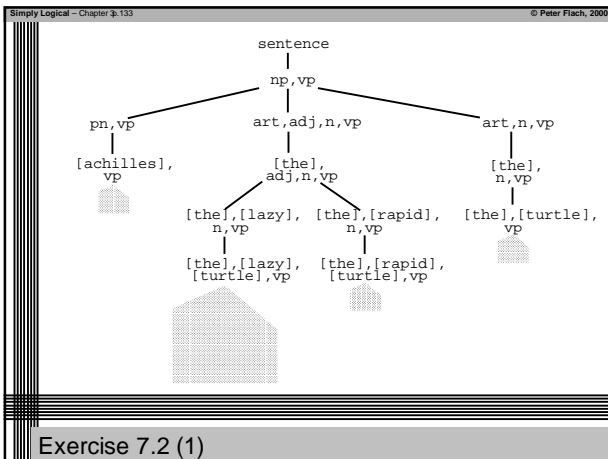 Simply Logical – Chapter 3p.133 © Peter Flach, 2000
sentence
np,vp
pn,vp art,adj,n,vp art,n,vp
[achilles], [the], [the],
vp adj,n,vp n,vp
[the],[lazy], [the],[rapid], [the],[turtle],
n,vp n,vp vp
[the],[lazy], [the],[rapid],
[turtle],vp [turtle],vp
Exercise 7.2 (1)